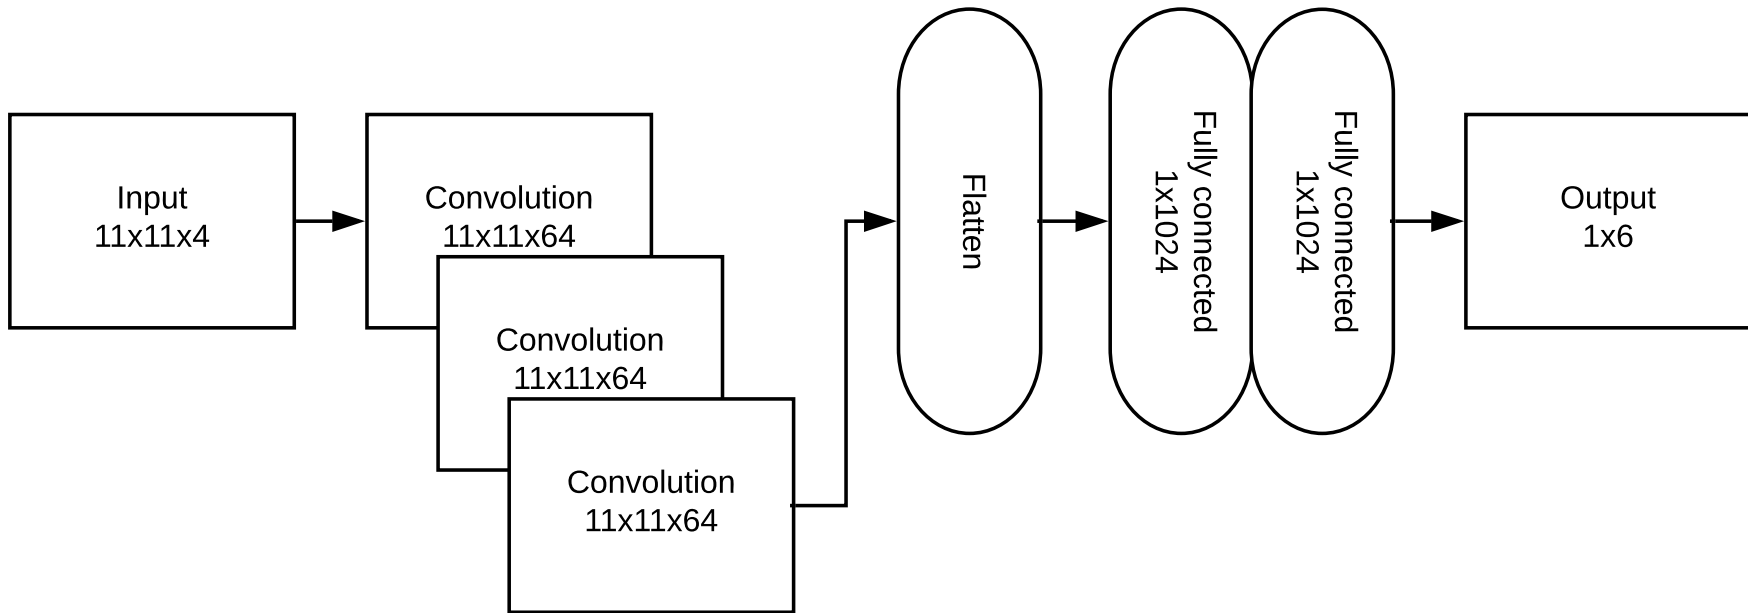 Input
11x11x4
Convolution
11x11x64
Convolution
11x11x64
Convolution
11x11x64
Flatten
Fully connected
1x1024
Fully connected
1x1024
Output
1x6